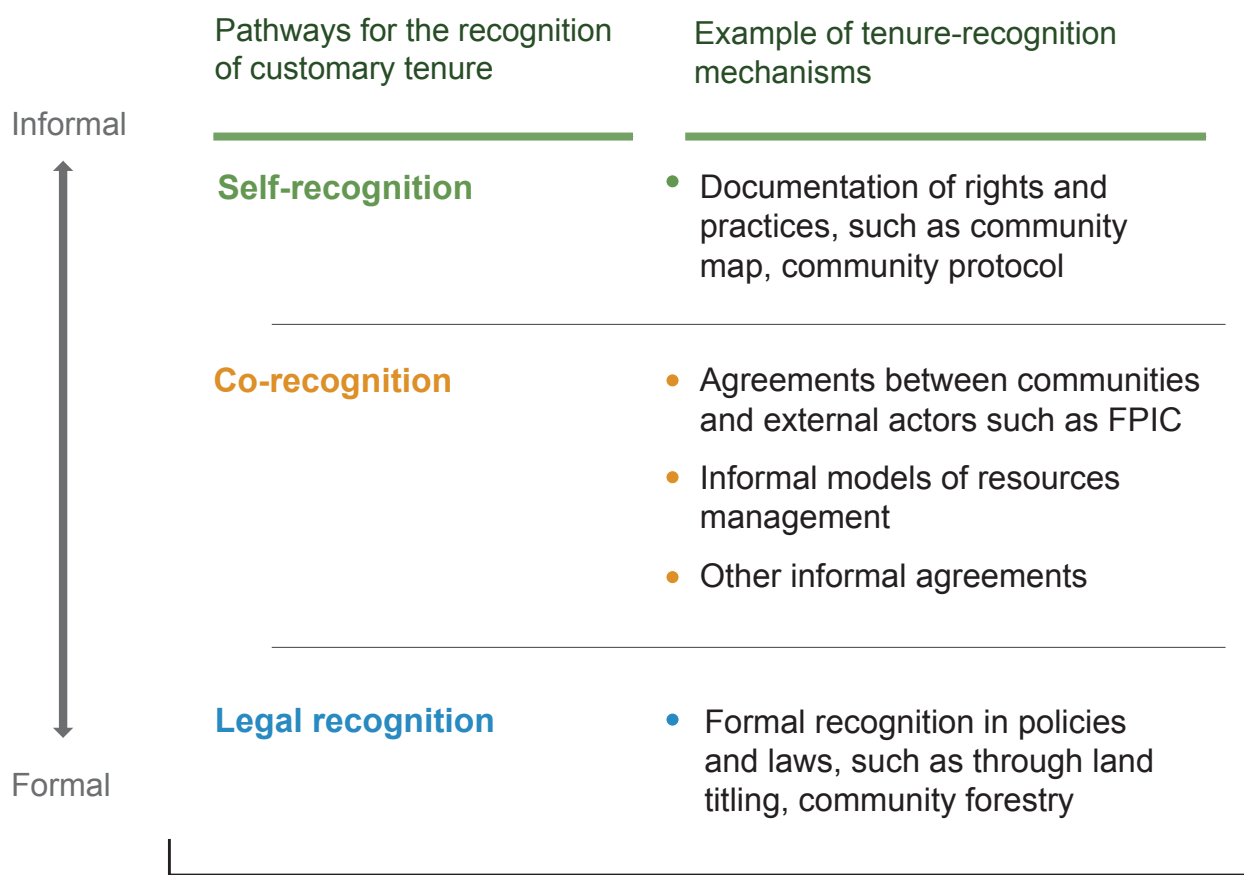 Pathways for the recognition
of customary tenure
Example of tenure-recognition
mechanisms
Informal
Self-recognition
• Documentation of rights and
practices, such as community
map, community protocol
Co-recognition
• Agreements between communities
and external actors such as FPIC
• Informal models of resources
management
• Other informal agreements
Legal recognition
• Formal recognition in policies
and laws, such as through land
titling, community forestry
Formal